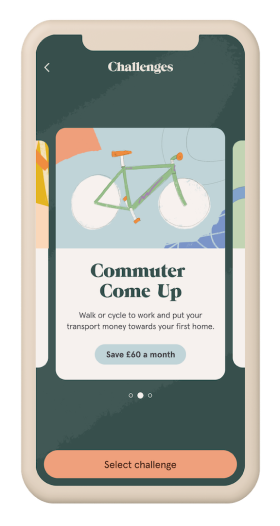 Challenges
Commuter
Come Up
Walk or cycle to work and put your
transport money towards your first home.
Save £60 a month
Select challenge